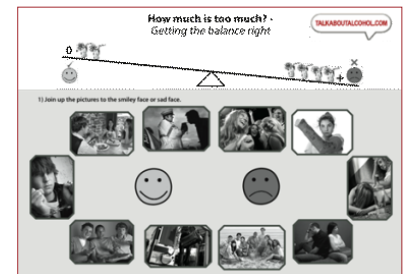 How much is too much? -
Getting the balance right
TALKABOUTALCOHOL.COM
0
+
1) Join up the pictures to the smiley face or sad face.